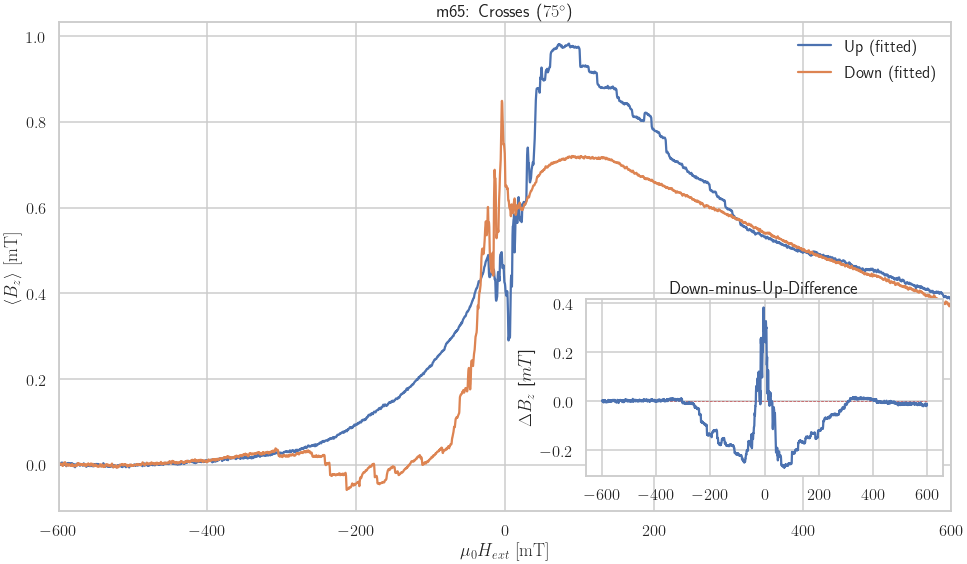 m65: Crosses (75°)
1.0
0.8
0.6
0.4
0.2
0.0
⟨B_z⟩ [mT]
Up (fitted)
Down (fitted)
Down-minus-Up-Difference
0.4
0.2
0.0
−0.2
ΔB_z [mT]
−600 −400 −200 0 200 400 600
−600 −400 −200 0 200 400 600
μ₀H_ext [mT]